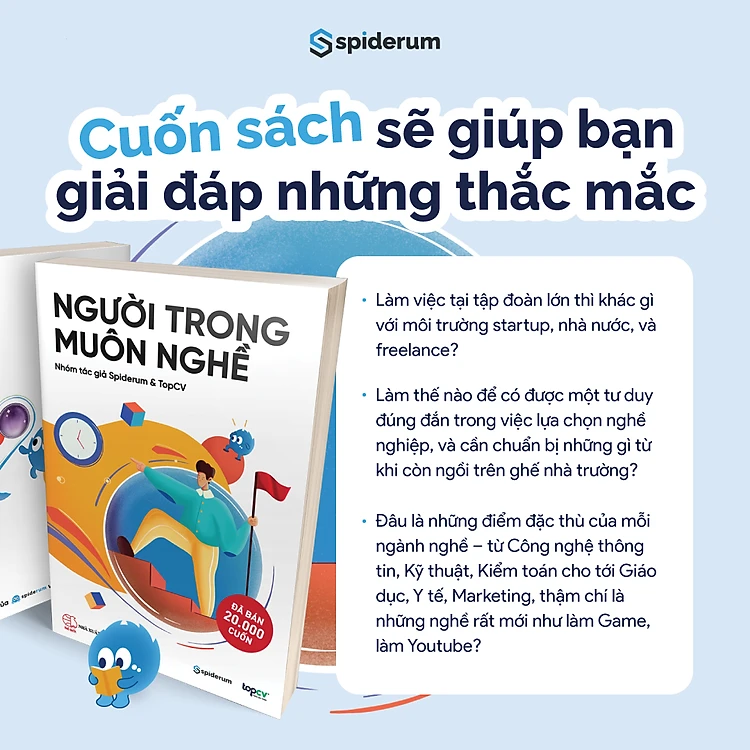 spiderum
Cuốn sách sẽ giúp bạn
giải đáp những thắc mắc
NGƯỜI TRONG
MUÔN NGHỀ
Nhóm tác giả Spiderum & TopCV
ĐÃ BÁN
20.000
CUỐN
spiderum
topcv
spiderum
• Làm việc tại tập đoàn lớn thì khác gì
với môi trường startup, nhà nước, và
freelance?
• Làm thế nào để có được một tư duy
đúng đắn trong việc lựa chọn nghề
nghiệp, và cần chuẩn bị những gì từ
khi còn ngồi trên ghế nhà trường?
• Đâu là những điểm đặc thù của mỗi
ngành nghề – từ Công nghệ thông
tin, Kỹ thuật, Kiểm toán cho tới Giáo
dục, Y tế, Marketing, thậm chí là
những nghề rất mới như làm Game,
làm Youtube?